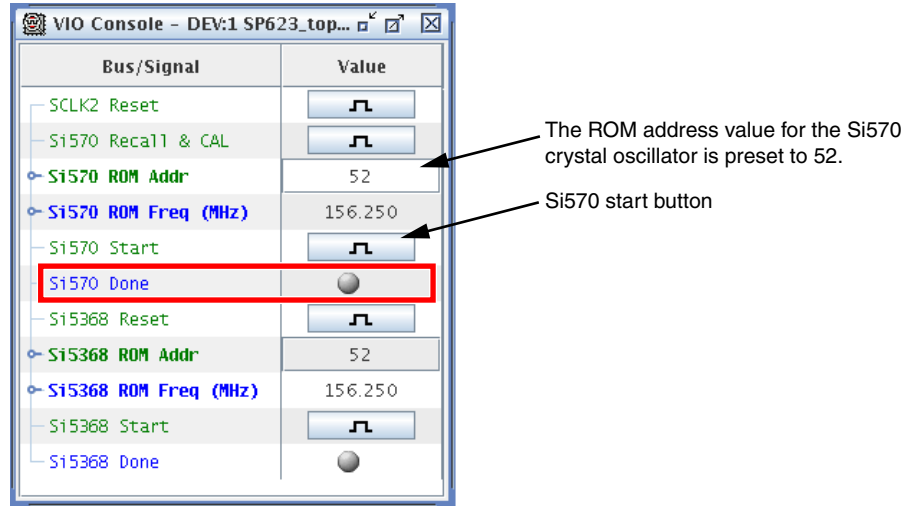 VIO Console – DEV:1 SP623_top...
Bus/Signal Value
SCLK2 Reset
Si570 Recall & CAL
Si570 ROM Addr 52
Si570 ROM Freq (MHz) 156.250
Si570 Start
Si570 Done
Si5368 Reset
Si5368 ROM Addr 52
Si5368 ROM Freq (MHz) 156.250
Si5368 Start
Si5368 Done
The ROM address value for the Si570
crystal oscillator is preset to 52.
Si570 start button